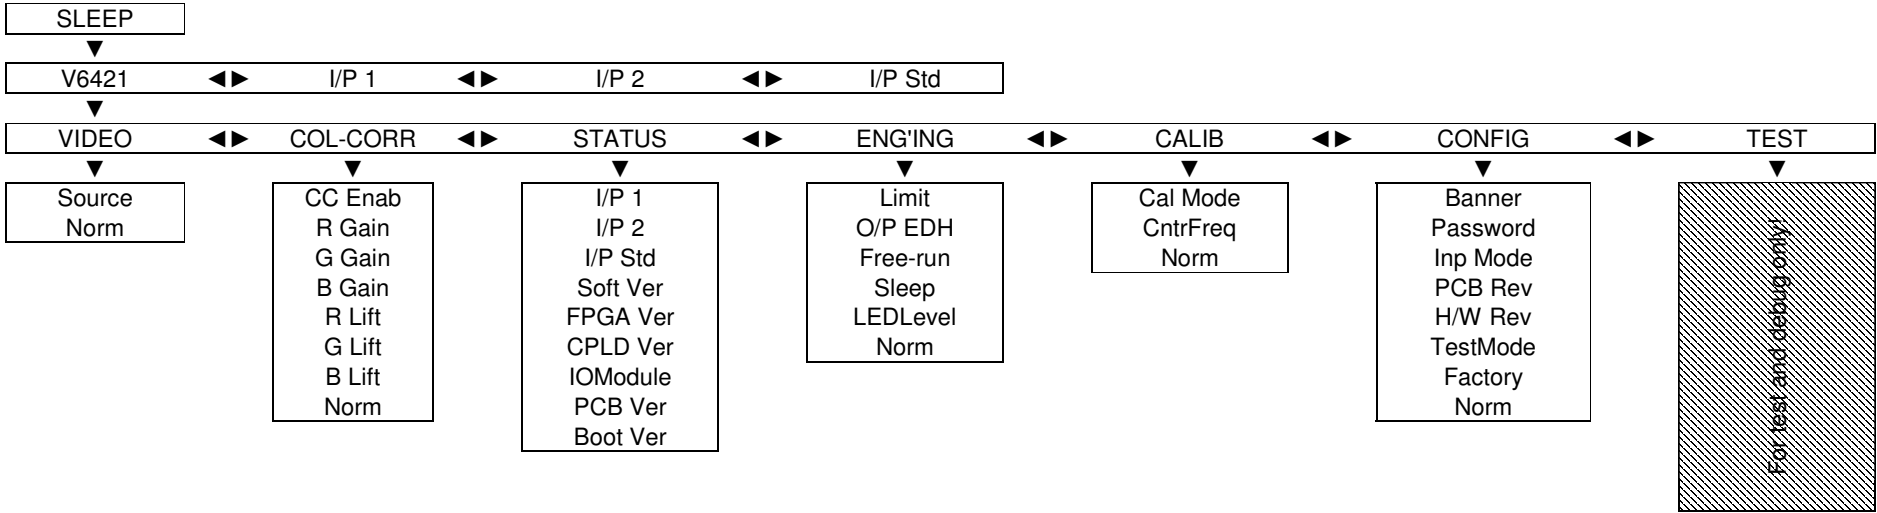 SLEEP
▼
V6421 ◄► I/P 1 ◄► I/P 2 ◄► I/P Std
▼
VIDEO ◄► COL-CORR ◄► STATUS ◄► ENG'ING ◄► CALIB ◄► CONFIG ◄► TEST
▼ ▼ ▼ ▼ ▼ ▼ ▼
Source
Norm
CC Enab
R Gain
G Gain
B Gain
R Lift
G Lift
B Lift
Norm
I/P 1
I/P 2
I/P Std
Soft Ver
FPGA Ver
CPLD Ver
IOModule
PCB Ver
Boot Ver
Limit
O/P EDH
Free-run
Sleep
LEDLevel
Norm
Cal Mode
CntrFreq
Norm
Banner
Password
Inp Mode
PCB Rev
H/W Rev
TestMode
Factory
Norm
For test and debug only!